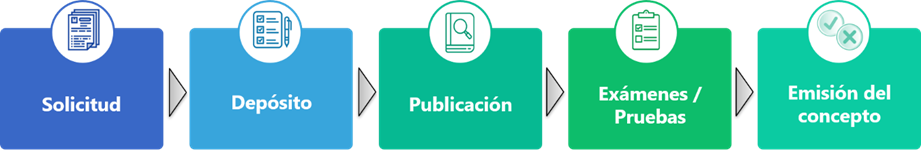 Solicitud
Depósito
Publicación
Exámenes /
Pruebas
Emisión del
concepto